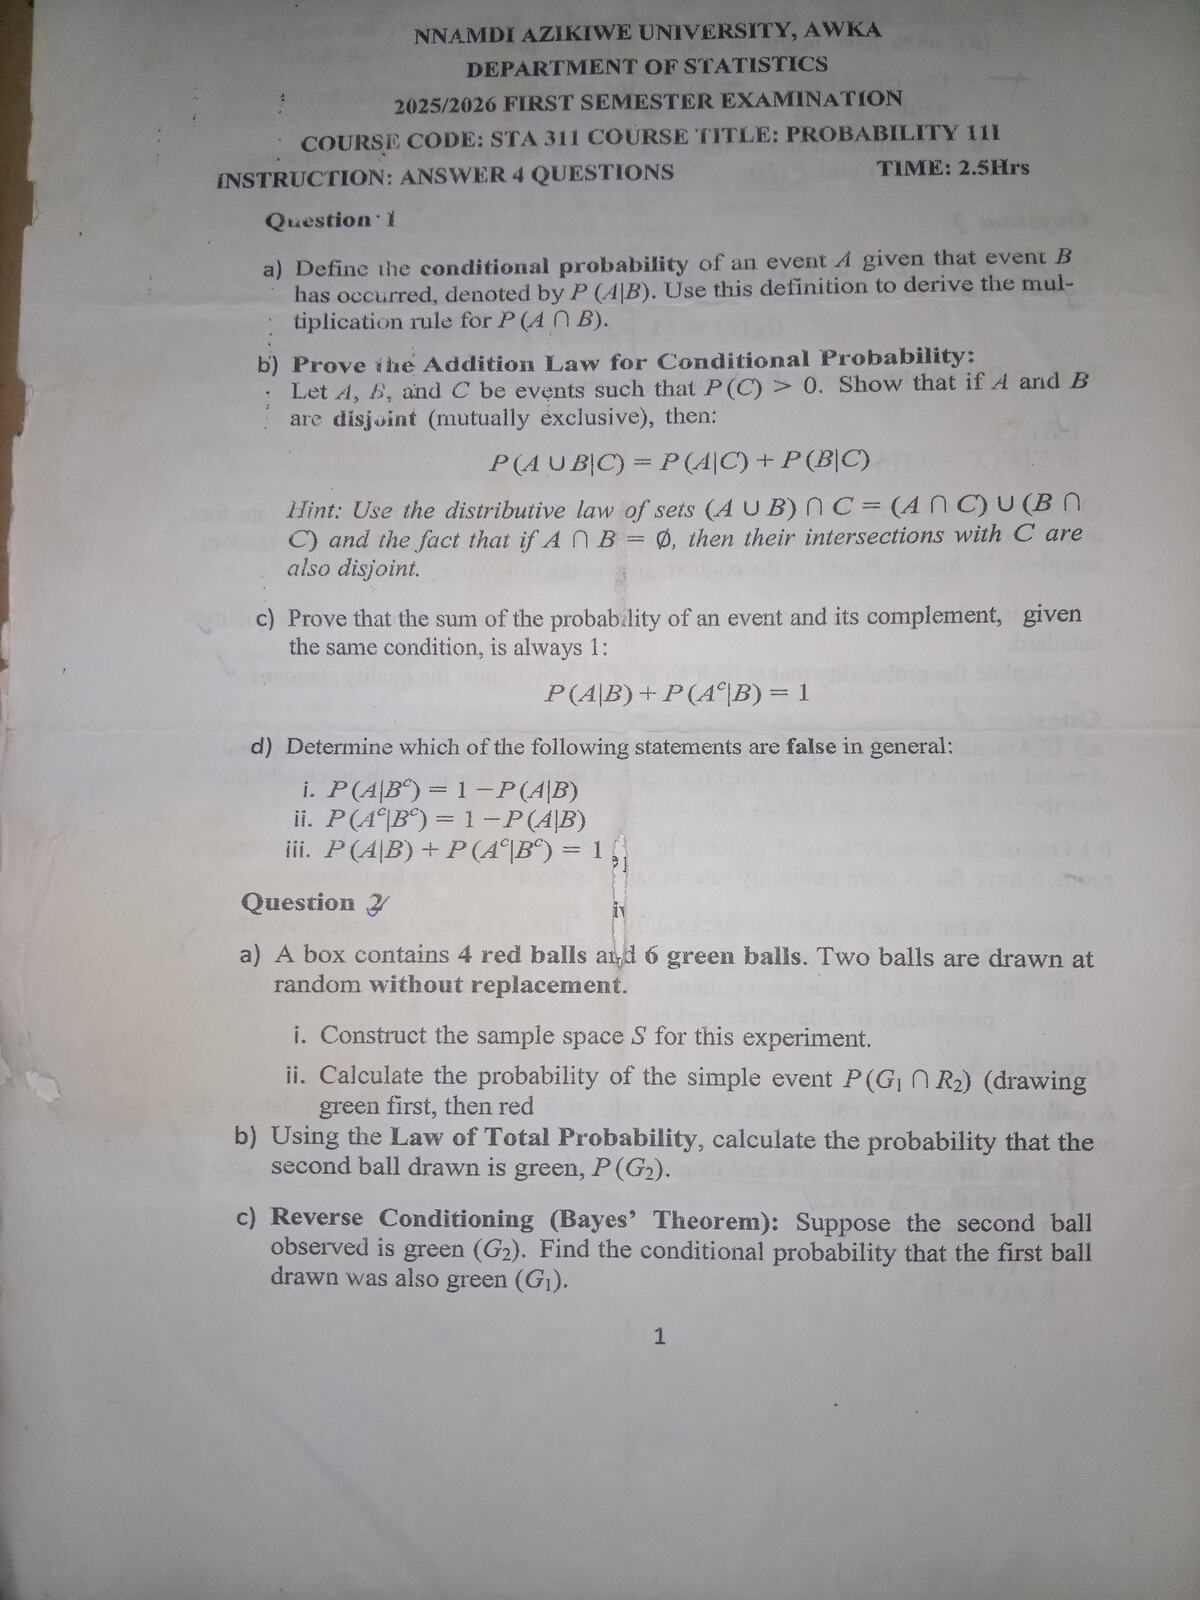 NNAMDI AZIKIWE UNIVERSITY, AWKA
DEPARTMENT OF STATISTICS
2025/2026 FIRST SEMESTER EXAMINATION
COURSE CODE: STA 311 COURSE TITLE: PROBABILITY 111
INSTRUCTION: ANSWER 4 QUESTIONS TIME: 2.5Hrs
Question 1
a) Define the conditional probability of an event A given that event B
has occurred, denoted by P (A|B). Use this definition to derive the mul-
tiplication rule for P (A ∩ B).
b) Prove the Addition Law for Conditional Probability:
Let A, B, and C be events such that P (C) > 0. Show that if A and B
are disjoint (mutually exclusive), then:
P (A ∪ B|C) = P (A|C) + P (B|C)
Hint: Use the distributive law of sets (A ∪ B) ∩ C = (A ∩ C) ∪ (B ∩
C) and the fact that if A ∩ B = Ø, then their intersections with C are
also disjoint.
c) Prove that the sum of the probability of an event and its complement, given
the same condition, is always 1:
P (A|B) + P (Aᶜ|B) = 1
d) Determine which of the following statements are false in general:
i. P (A|Bᶜ) = 1 − P (A|B)
ii. P (Aᶜ|Bᶜ) = 1 − P (A|B)
iii. P (A|B) + P (Aᶜ|Bᶜ) = 1
Question 2
a) A box contains 4 red balls and 6 green balls. Two balls are drawn at
random without replacement.
i. Construct the sample space S for this experiment.
ii. Calculate the probability of the simple event P (G₁ ∩ R₂) (drawing
green first, then red
b) Using the Law of Total Probability, calculate the probability that the
second ball drawn is green, P (G₂).
c) Reverse Conditioning (Bayes’ Theorem): Suppose the second ball
observed is green (G₂). Find the conditional probability that the first ball
drawn was also green (G₁).
1